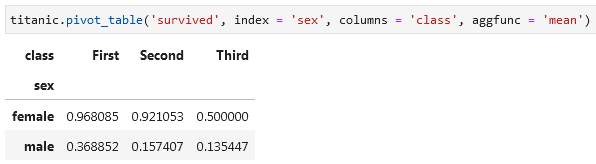 titanic.pivot_table('survived', index = 'sex', columns = 'class', aggfunc = 'mean')
class First Second Third
sex
female 0.968085 0.921053 0.500000
male 0.368852 0.157407 0.135447